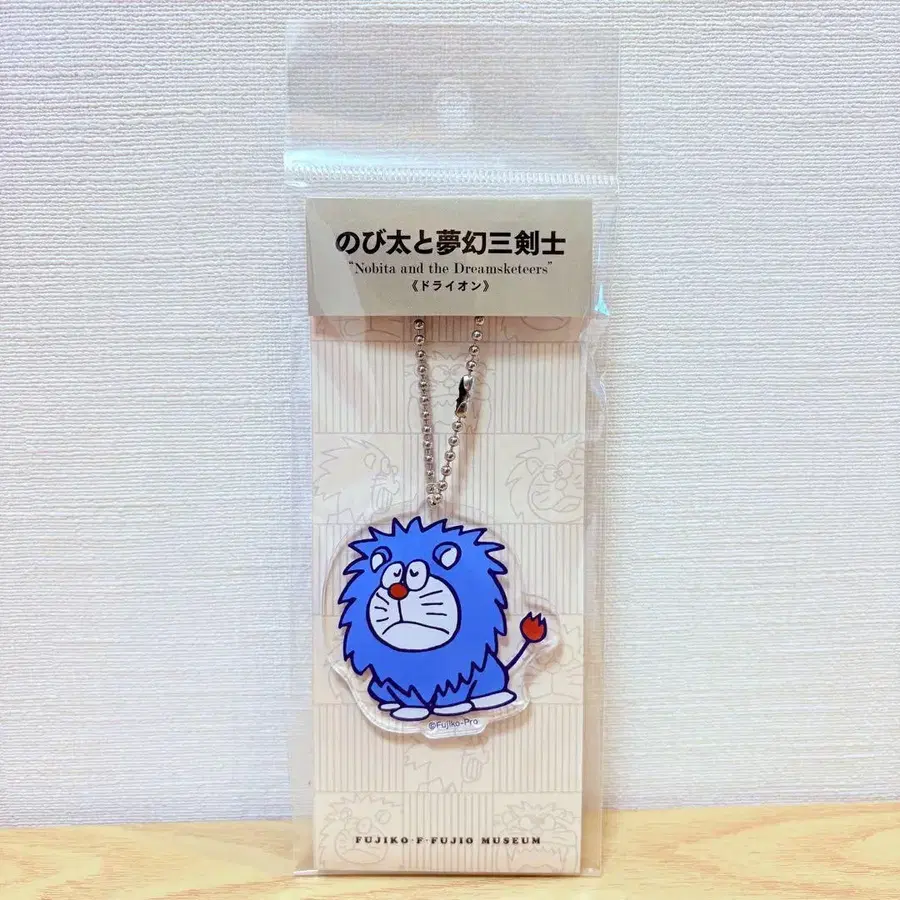 のび太と夢幻三剣士
"Nobita and the Dreamsketeers"
《ドライオン》
©Fujiko-Pro
FUJIKO·F·FUJIO MUSEUM